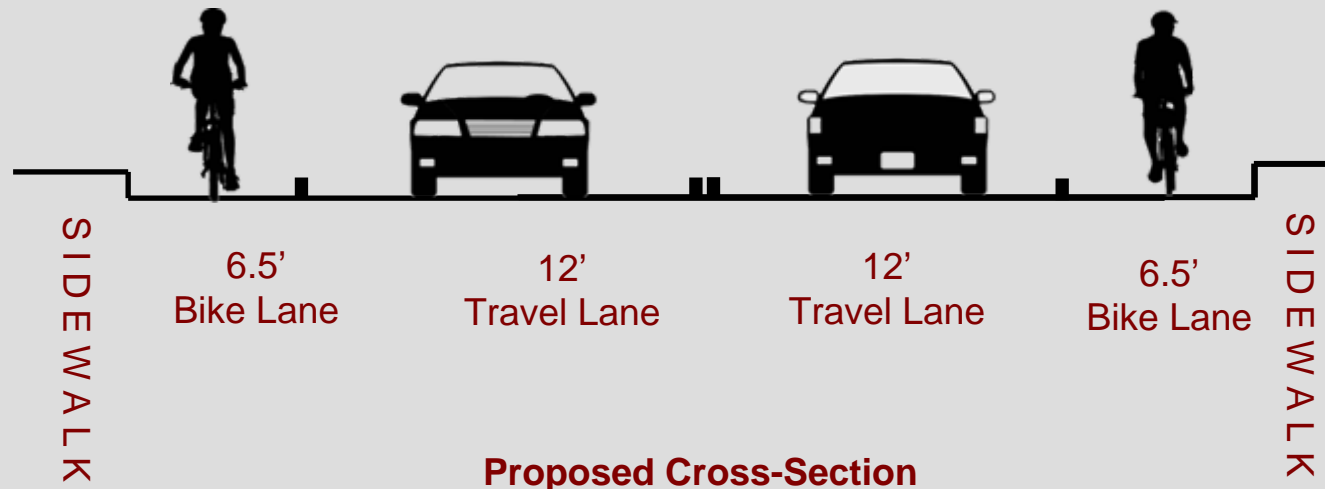 SIDEWALK
6.5’
Bike Lane
12’
Travel Lane
12’
Travel Lane
6.5’
Bike Lane
SIDEWALK
Proposed Cross-Section